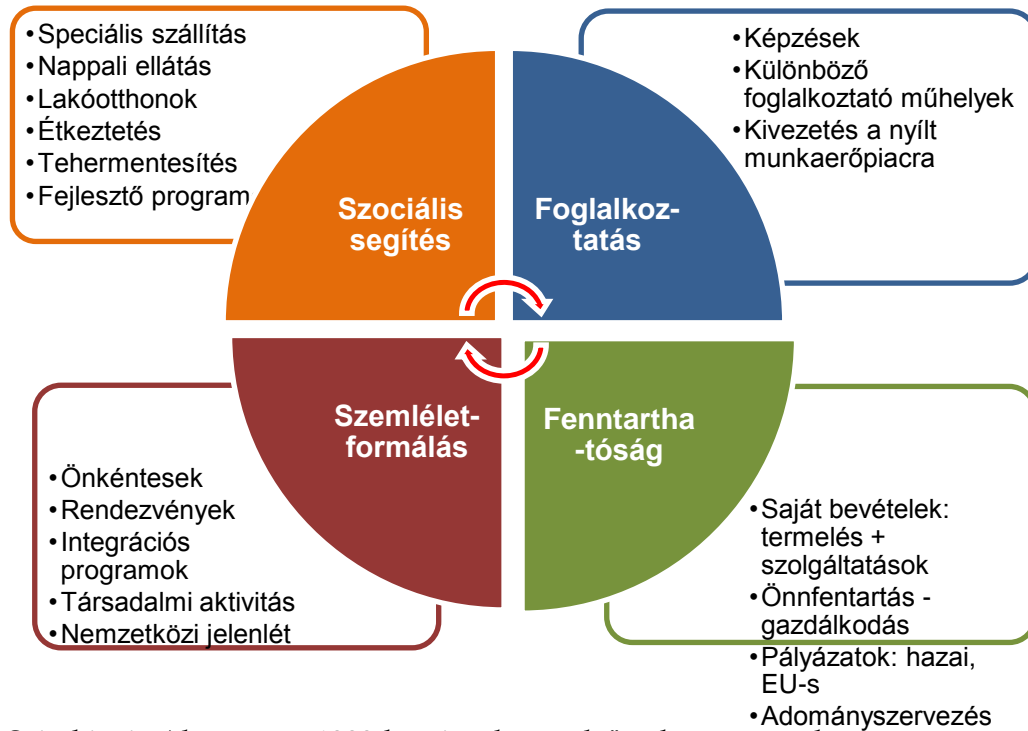 •Speciális szállítás
•Nappali ellátás
•Lakóotthonok
•Étkeztetés
•Tehermentesítés
•Fejlesztő program
•Képzések
•Különböző
foglalkoztató műhelyek
•Kivezetés a nyílt
munkaerőpiacra
Szociális
segítés
Foglalkoz-
tatás
Szemlélet-
formálás
Fenntartha
-tóság
•Önkéntesek
•Rendezvények
•Integrációs
programok
•Társadalmi aktivitás
•Nemzetközi jelenlét
•Saját bevételek:
termelés +
szolgáltatások
•Önnfentartás -
gazdálkodás
•Pályázatok: hazai,
EU-s
•Adományszervezés